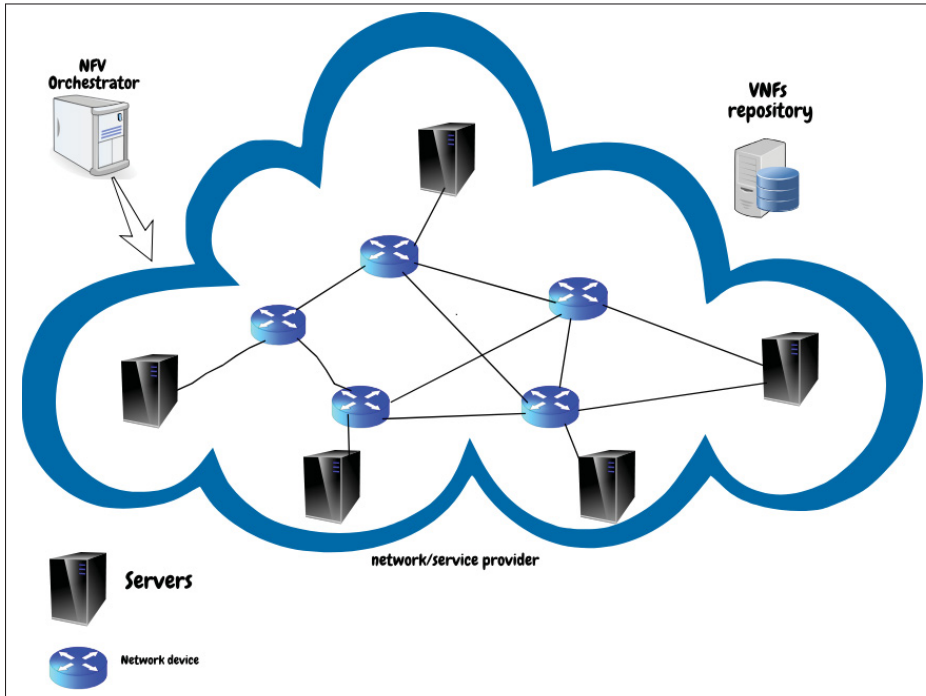 NFV
Orchestrator
VNFs
repository
network/service provider
Servers
Network device